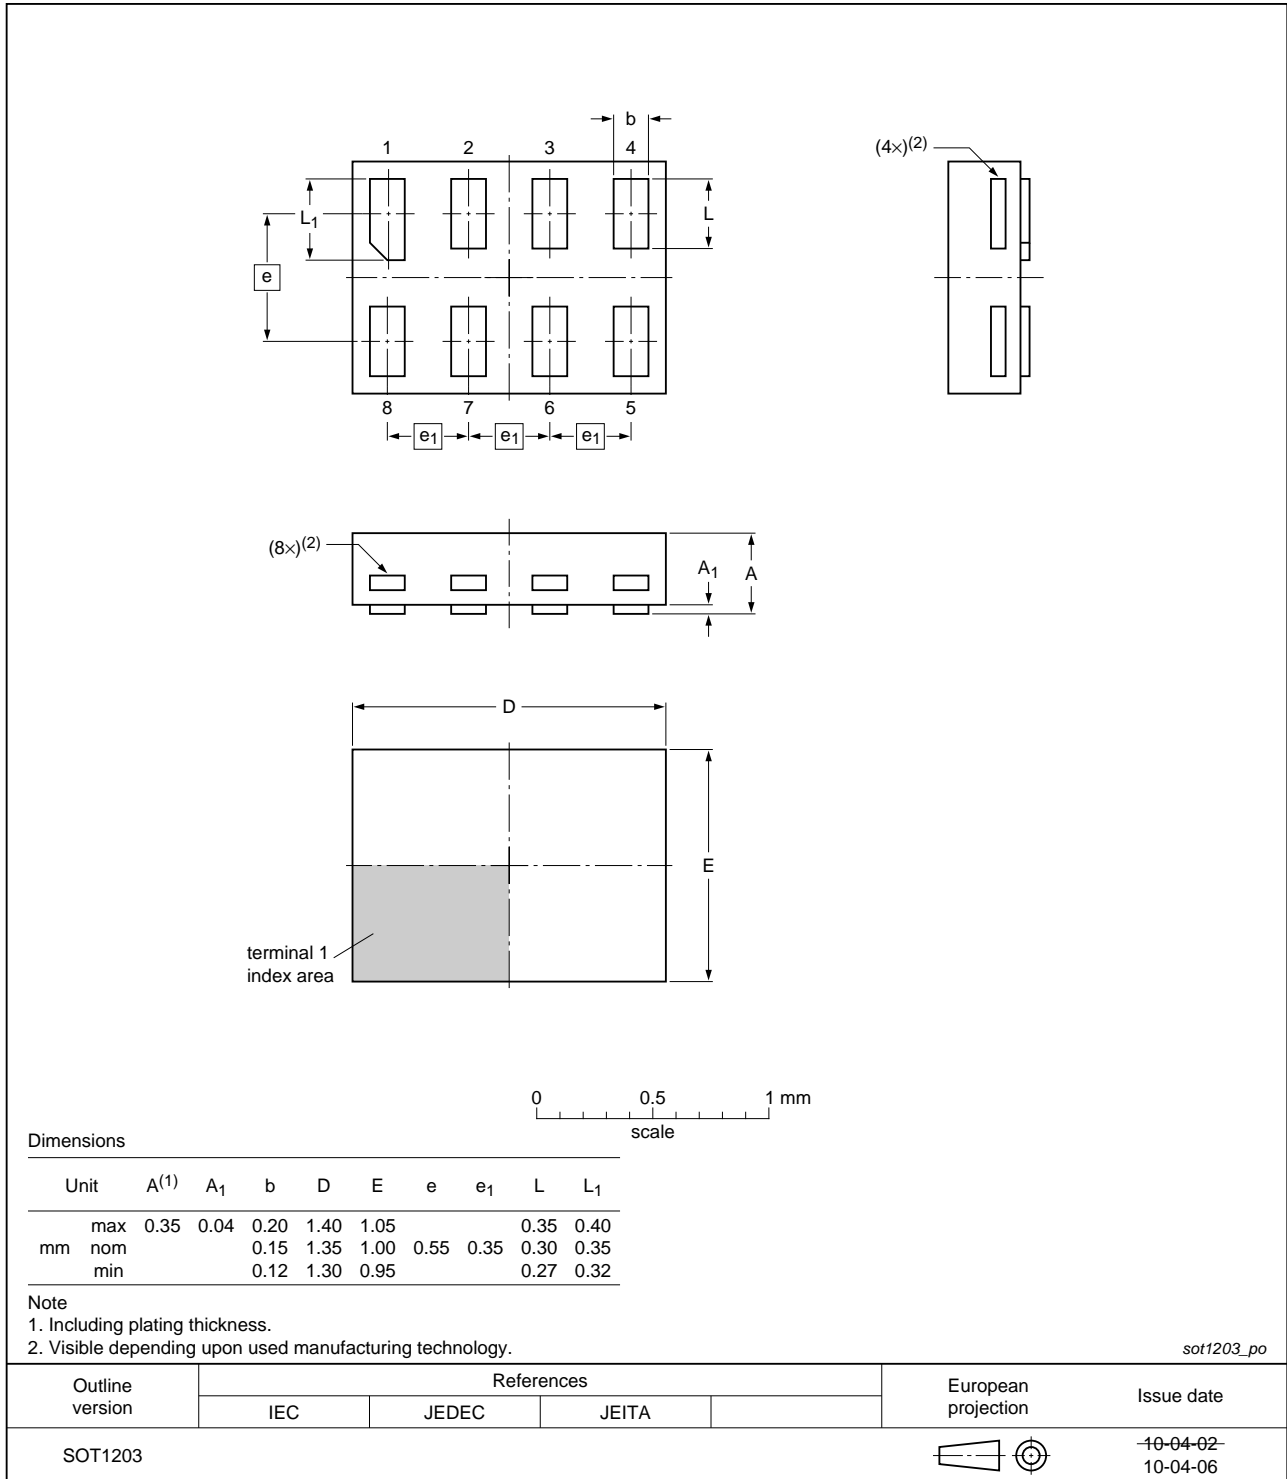 b
1 2 3 4
(4×)(2)
L1
L
e
8 7 6 5
e1 e1 e1
(8×)(2)
A1
A
D
E
terminal 1
index area
0 0.5 1 mm
scale
Dimensions
Unit A(1) A1 b D E e e1 L L1
max 0.35 0.04 0.20 1.40 1.05 0.35 0.40
mm nom 0.15 1.35 1.00 0.55 0.35 0.30 0.35
min 0.12 1.30 0.95 0.27 0.32
Note
1. Including plating thickness.
2. Visible depending upon used manufacturing technology.
sot1203_po
Outline
version
References
IEC JEDEC JEITA
European
projection
Issue date
SOT1203
10-04-02
10-04-06